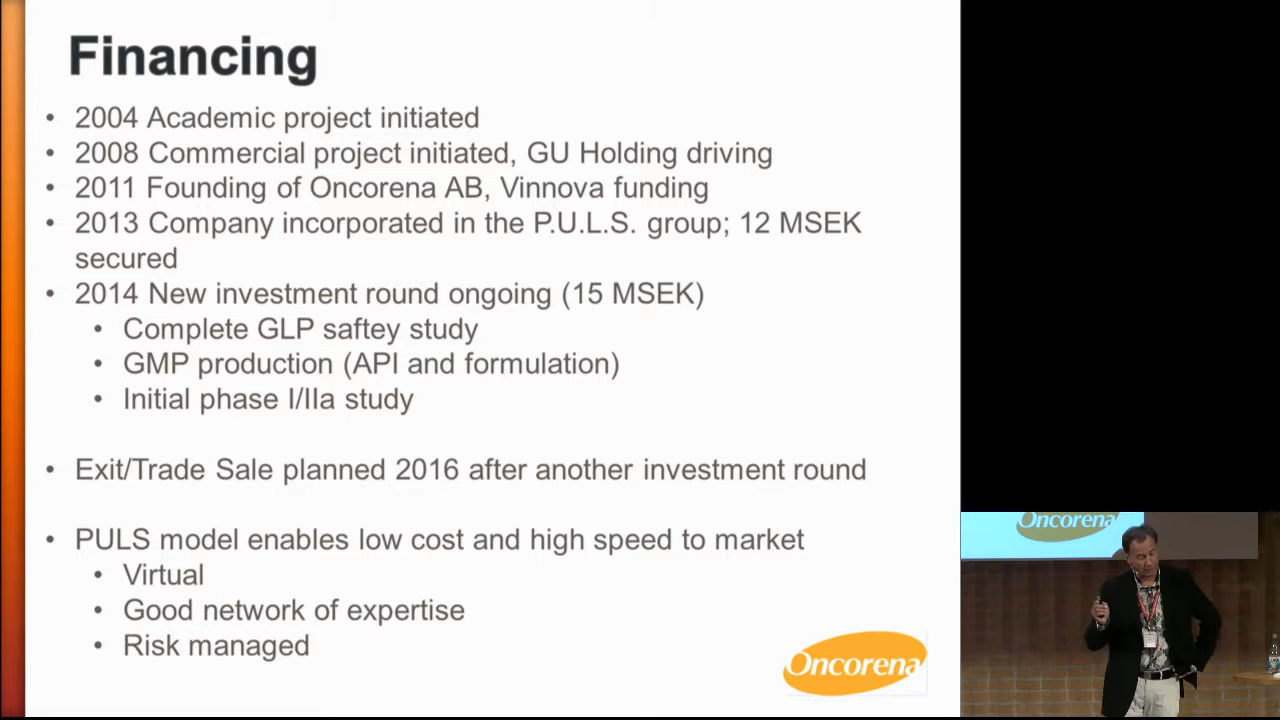 Financing
• 2004 Academic project initiated
• 2008 Commercial project initiated, GU Holding driving
• 2011 Founding of Oncorena AB, Vinnova funding
• 2013 Company incorporated in the P.U.L.S. group; 12 MSEK
secured
• 2014 New investment round ongoing (15 MSEK)
• Complete GLP saftey study
• GMP production (API and formulation)
• Initial phase I/IIa study
• Exit/Trade Sale planned 2016 after another investment round
• PULS model enables low cost and high speed to market
• Virtual
• Good network of expertise
• Risk managed
Oncorena
Oncorena